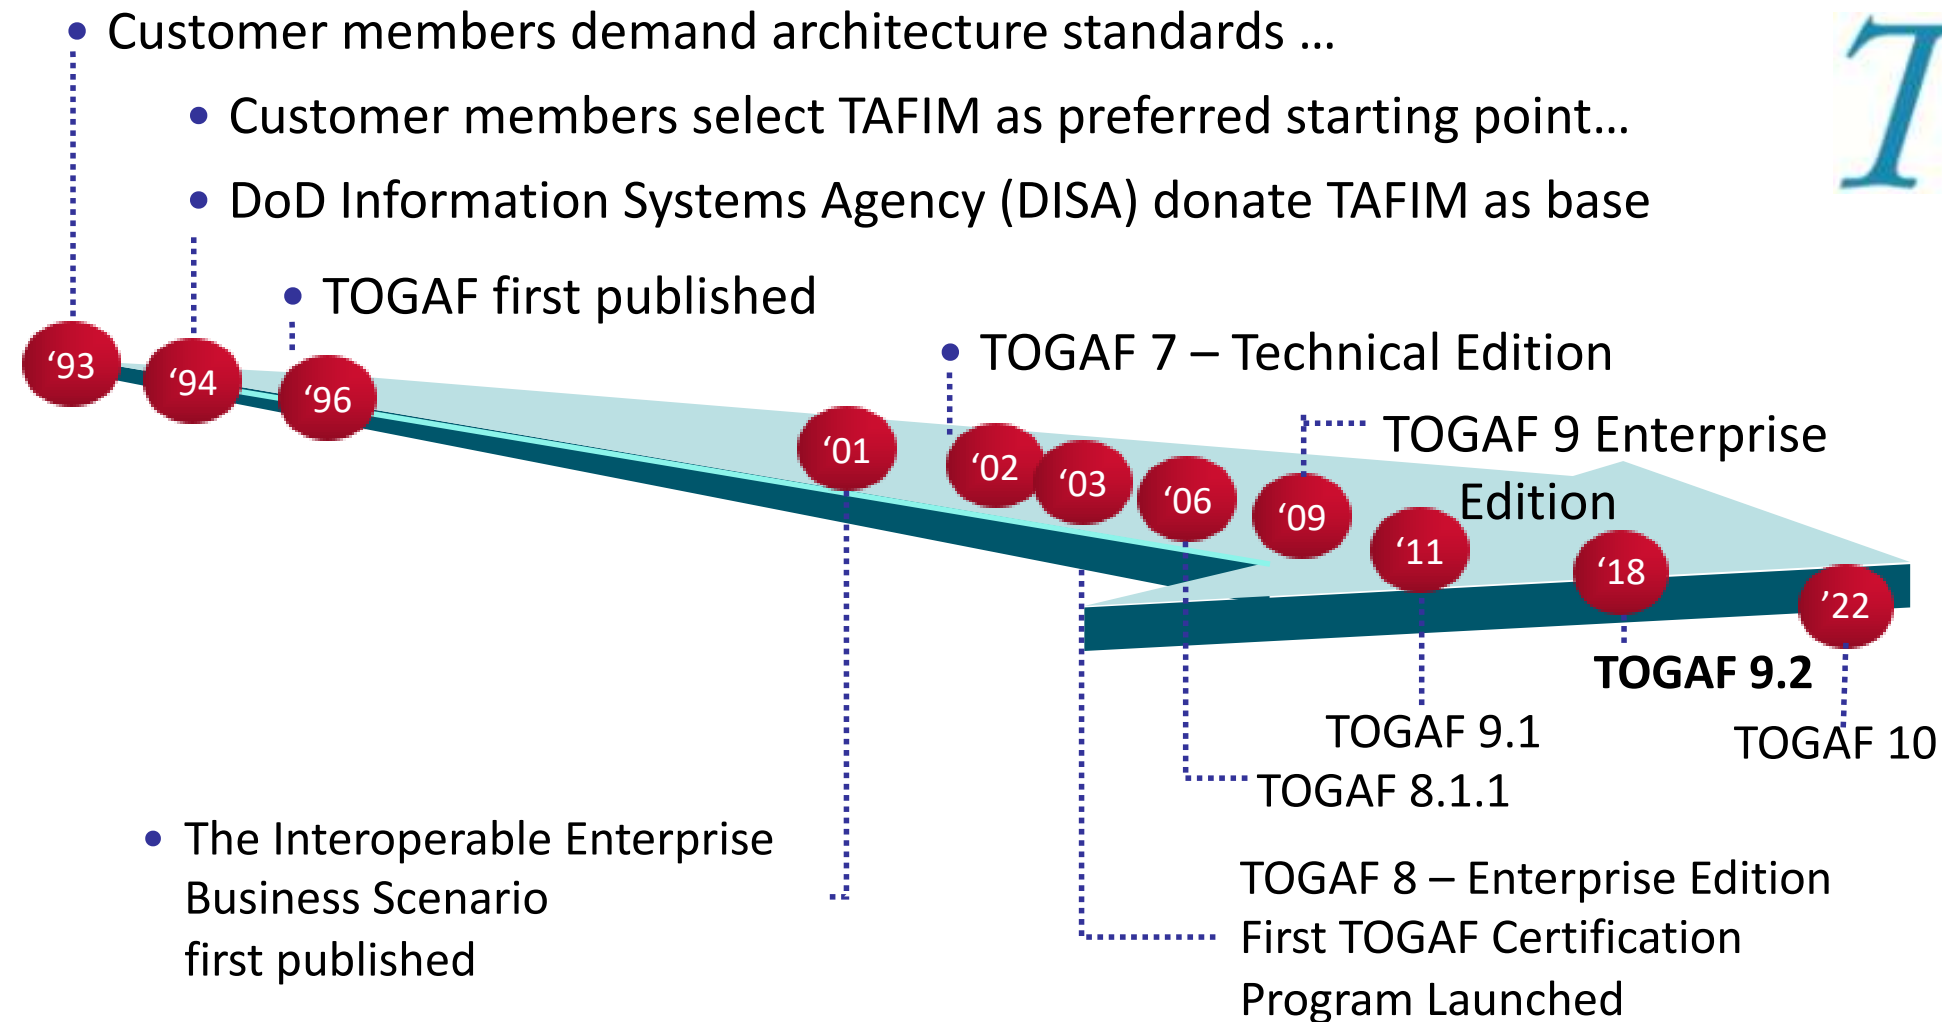 • Customer members demand architecture standards …
• Customer members select TAFIM as preferred starting point…
• DoD Information Systems Agency (DISA) donate TAFIM as base
• TOGAF first published
• TOGAF 7 – Technical Edition
TOGAF 9 Enterprise
Edition
‘93
‘94
‘96
‘01
‘02
‘03
‘06
‘09
‘11
‘18
’22
TOGAF 9.2
TOGAF 9.1
TOGAF 10
TOGAF 8.1.1
• The Interoperable Enterprise
Business Scenario
first published
TOGAF 8 – Enterprise Edition
First TOGAF Certification
Program Launched
T